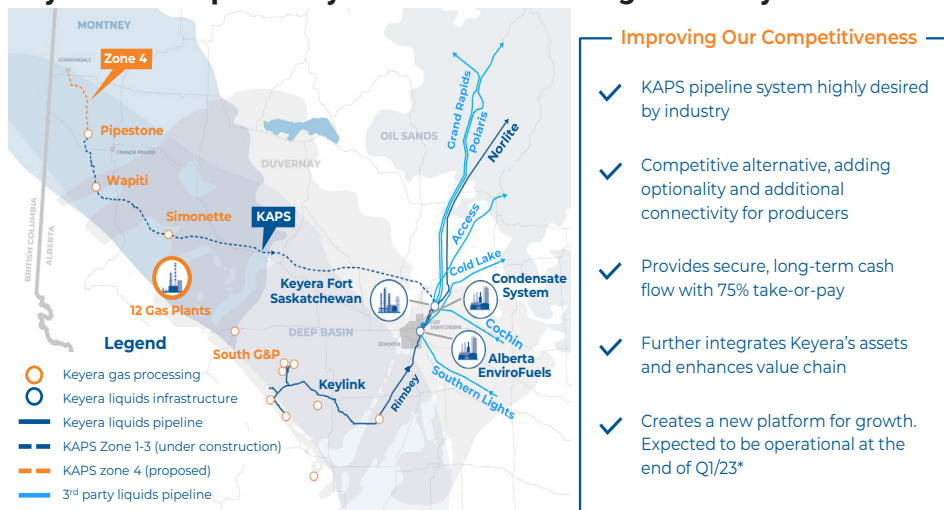 MONTNEY
GORDONDALE
Zone 4
Pipestone
GRANDE PRAIRIE
Wapiti
Simonette
KAPS
BRITISH COLUMBIA
ALBERTA
12 Gas Plants
DUVERNAY
OIL SANDS
Grand Rapids
Polaris
Norlite
Access
Cold Lake
Keyera Fort
Saskatchewan
Condensate
System
FORT
SASKATCHEWAN
EDMONTON
Cochin
Alberta
EnviroFuels
Southern Lights
DEEP BASIN
South G&P
Keylink
Rimbey
Legend
Keyera gas processing
Keyera liquids infrastructure
Keyera liquids pipeline
KAPS Zone 1-3 (under construction)
KAPS zone 4 (proposed)
3rd party liquids pipeline
Improving Our Competitiveness
KAPS pipeline system highly desired
by industry
Competitive alternative, adding
optionality and additional
connectivity for producers
Provides secure, long-term cash
flow with 75% take-or-pay
Further integrates Keyera's assets
and enhances value chain
Creates a new platform for growth.
Expected to be operational at the
end of Q1/23*